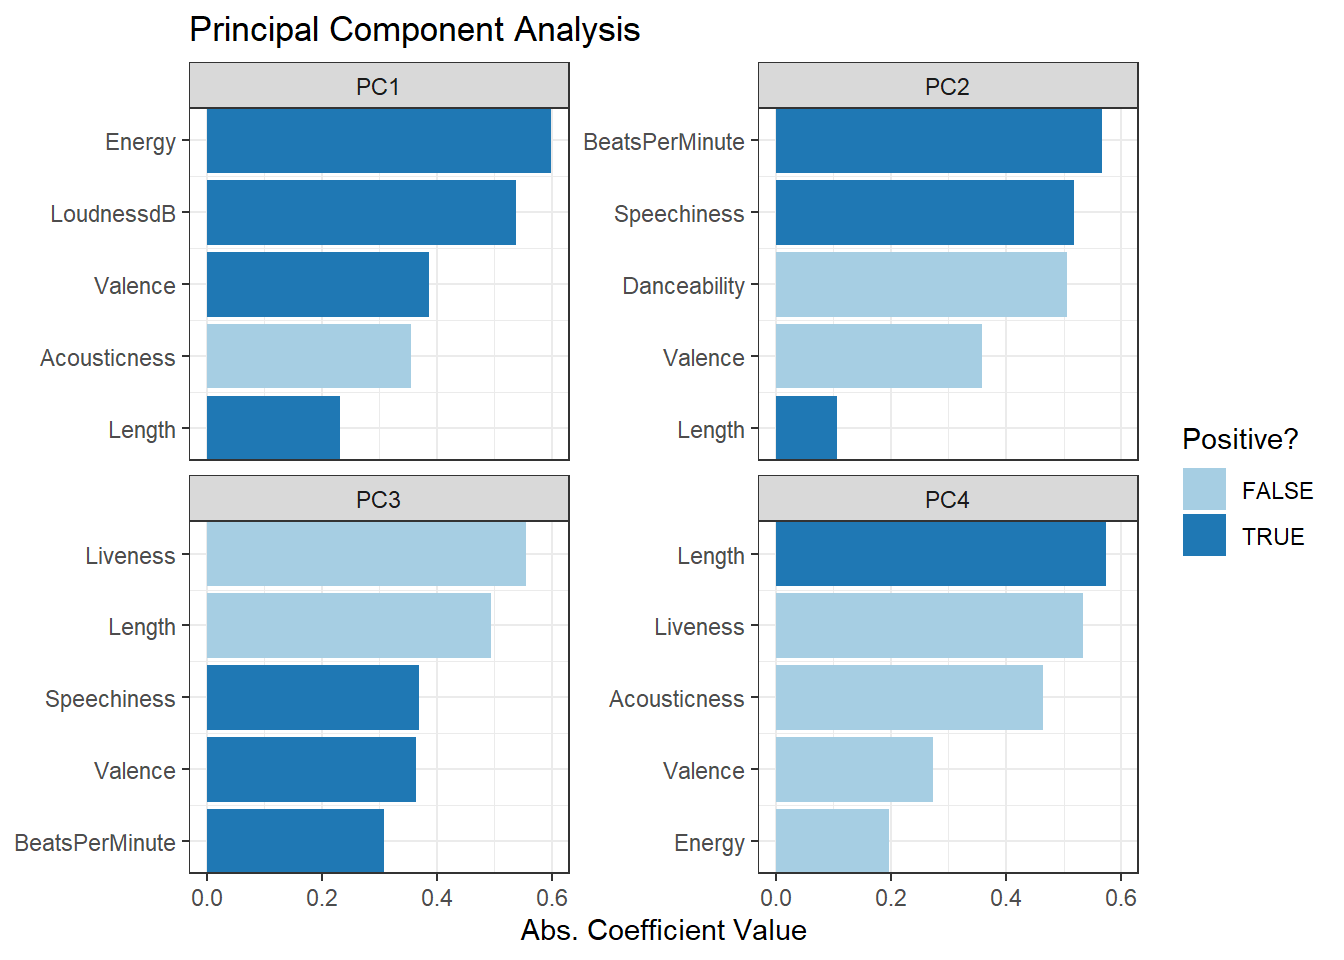 Principal Component Analysis
PC1
Energy
LoudnessdB
Valence
Acousticness
Length
PC2
BeatsPerMinute
Speechiness
Danceability
Valence
Length
PC3
Liveness
Length
Speechiness
Valence
BeatsPerMinute
0.0 0.2 0.4 0.6
PC4
Length
Liveness
Acousticness
Valence
Energy
0.0 0.2 0.4 0.6
Abs. Coefficient Value
Positive?
FALSE
TRUE